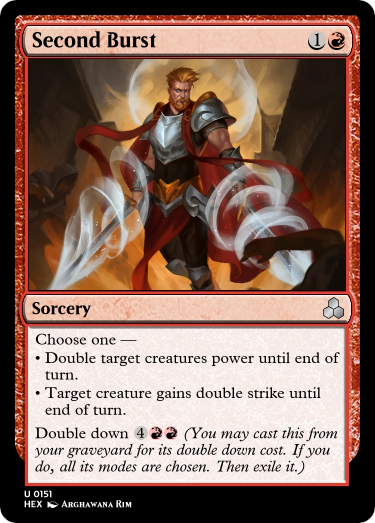 Second Burst 1
Sorcery
Choose one —
• Double target creatures power until end of
turn.
• Target creature gains double strike until
end of turn.
Double down 4 (You may cast this from
your graveyard for its double down cost. If you
do, all its modes are chosen. Then exile it.)
U 0151
HEX Arghawana Rim